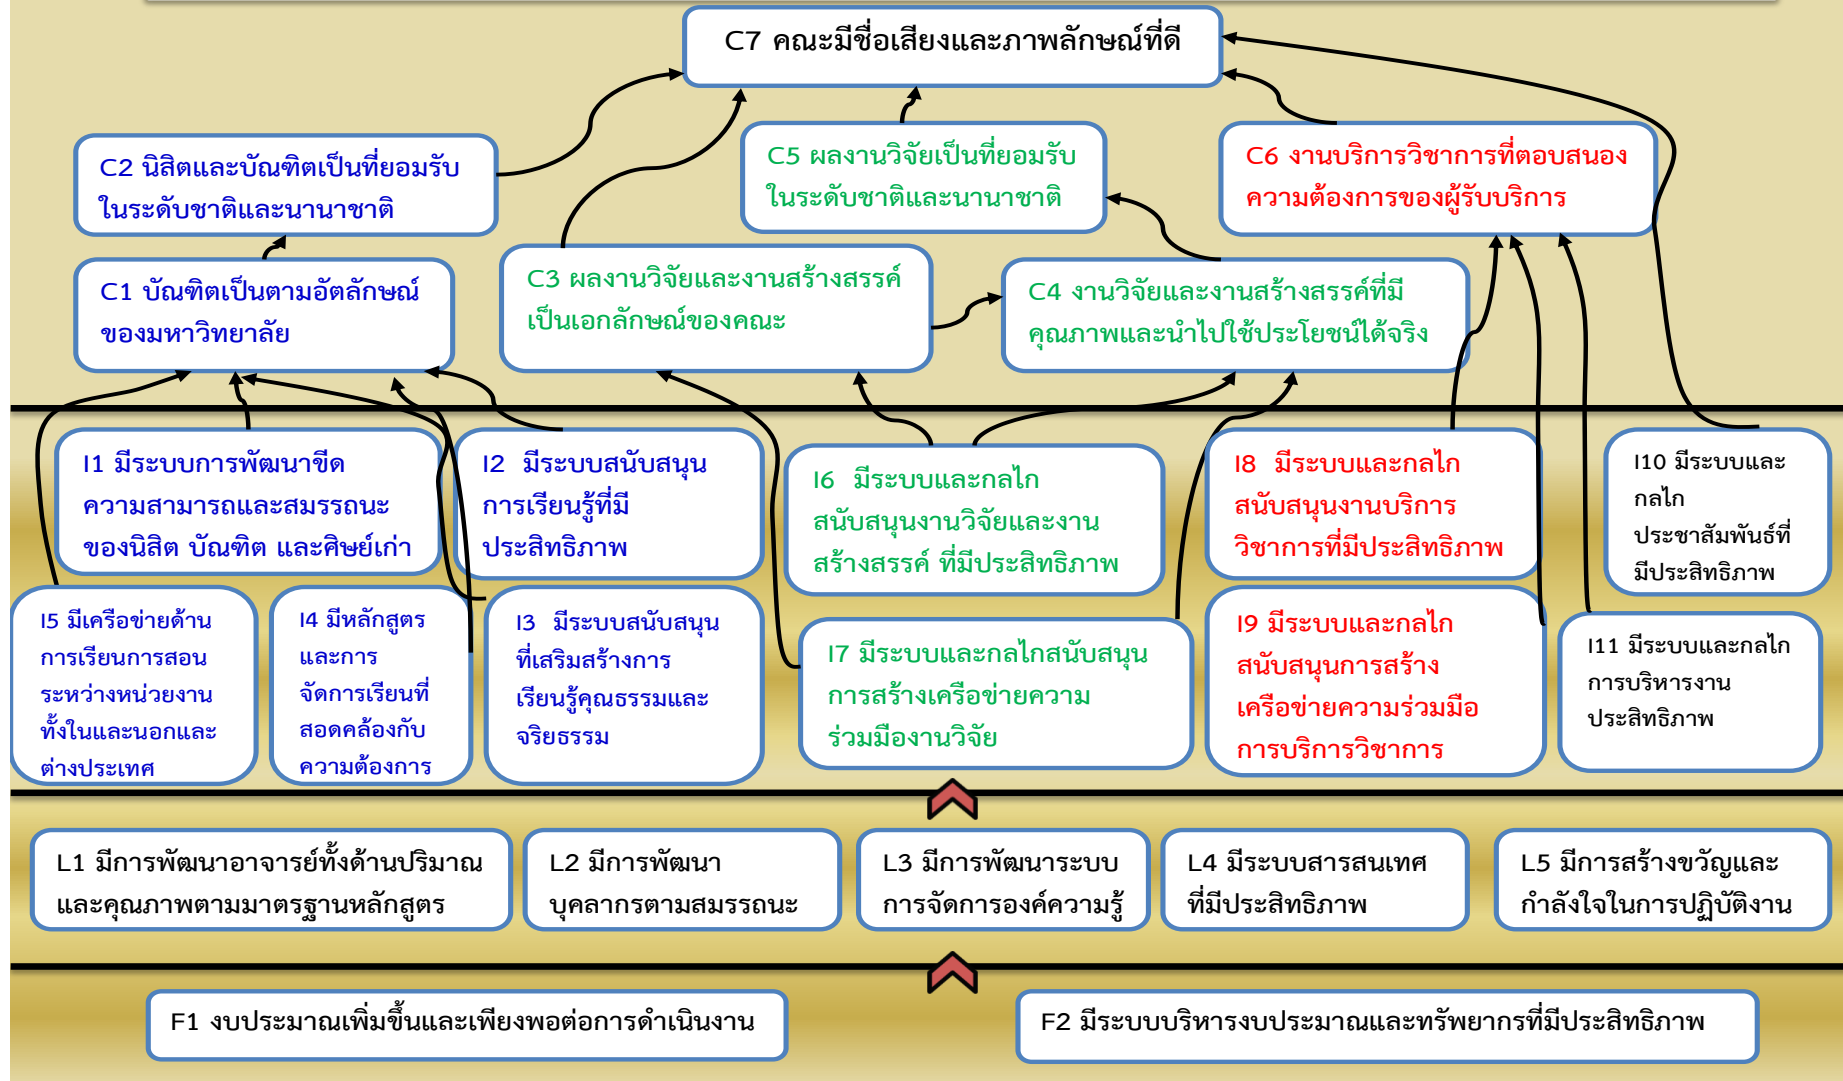 C7 คณะมีชื่อเสียงและภาพลักษณ์ที่ดี
C2 นิสิตและบัณฑิตเป็นที่ยอมรับ
ในระดับชาติและนานาชาติ
C5 ผลงานวิจัยเป็นที่ยอมรับ
ในระดับชาติและนานาชาติ
C6 งานบริการวิชาการที่ตอบสนอง
ความต้องการของผู้รับบริการ
C1 บัณฑิตเป็นตามอัตลักษณ์
ของมหาวิทยาลัย
C3 ผลงานวิจัยและงานสร้างสรรค์
เป็นเอกลักษณ์ของคณะ
C4 งานวิจัยและงานสร้างสรรค์ที่มี
คุณภาพและนำไปใช้ประโยชน์ได้จริง
I1 มีระบบการพัฒนาขีด
ความสามารถและสมรรถนะ
ของนิสิต บัณฑิต และศิษย์เก่า
I2 มีระบบสนับสนุน
การเรียนรู้ที่มี
ประสิทธิภาพ
I6 มีระบบและกลไก
สนับสนุนงานวิจัยและงาน
สร้างสรรค์ ที่มีประสิทธิภาพ
I8 มีระบบและกลไก
สนับสนุนงานบริการ
วิชาการที่มีประสิทธิภาพ
I10 มีระบบและ
กลไก
ประชาสัมพันธ์ที่
มีประสิทธิภาพ
I5 มีเครือข่ายด้าน
การเรียนการสอน
ระหว่างหน่วยงาน
ทั้งในและนอกและ
ต่างประเทศ
I4 มีหลักสูตร
และการ
จัดการเรียนที่
สอดคล้องกับ
ความต้องการ
I3 มีระบบสนับสนุน
ที่เสริมสร้างการ
เรียนรู้คุณธรรมและ
จริยธรรม
I7 มีระบบและกลไกสนับสนุน
การสร้างเครือข่ายความ
ร่วมมืองานวิจัย
I9 มีระบบและกลไก
สนับสนุนการสร้าง
เครือข่ายความร่วมมือ
การบริการวิชาการ
I11 มีระบบและกลไก
การบริหารงาน
ประสิทธิภาพ
L1 มีการพัฒนาอาจารย์ทั้งด้านปริมาณ
และคุณภาพตามมาตรฐานหลักสูตร
L2 มีการพัฒนา
บุคลากรตามสมรรถนะ
L3 มีการพัฒนาระบบ
การจัดการองค์ความรู้
L4 มีระบบสารสนเทศ
ที่มีประสิทธิภาพ
L5 มีการสร้างขวัญและ
กำลังใจในการปฏิบัติงาน
F1 งบประมาณเพิ่มขึ้นและเพียงพอต่อการดำเนินงาน
F2 มีระบบบริหารงบประมาณและทรัพยากรที่มีประสิทธิภาพ